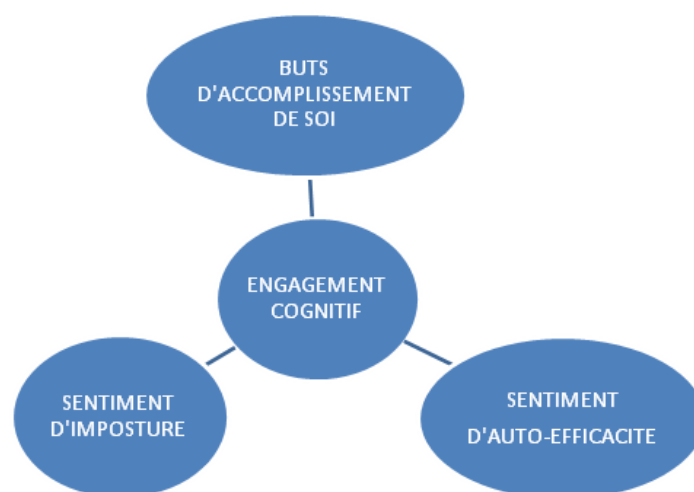 BUTS
D'ACCOMPLISSEMENT
DE SOI
ENGAGEMENT
COGNITIF
SENTIMENT
D'IMPOSTURE
SENTIMENT
D'AUTO-EFFICACITE